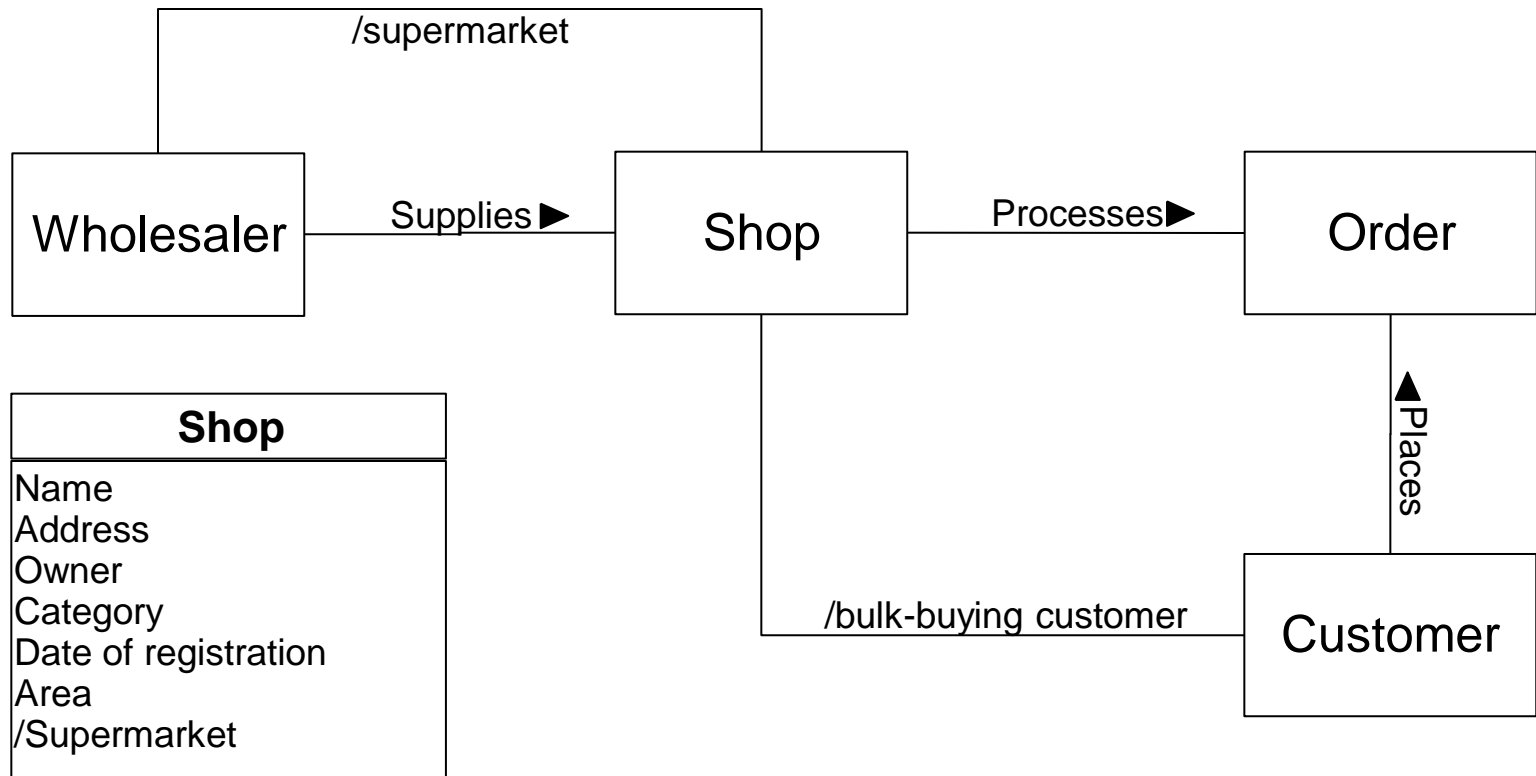 /supermarket
Wholesaler
Supplies
Shop
Processes
Order
Places
/bulk-buying customer
Customer
Shop
Name
Address
Owner
Category
Date of registration
Area
/Supermarket